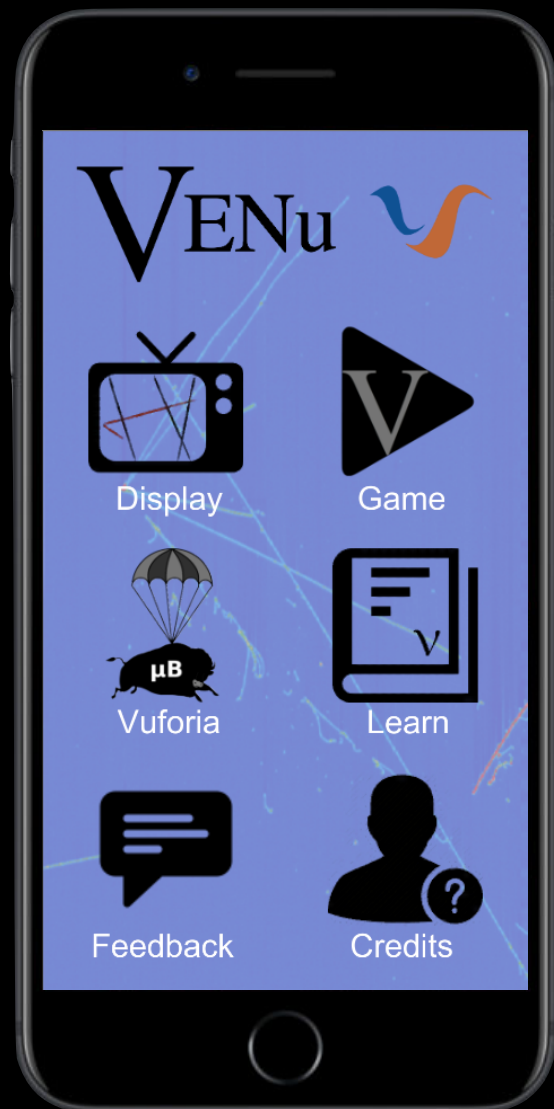 VENu
Display
V
Game
μB
Vuforia
ν
Learn
Feedback
?
Credits